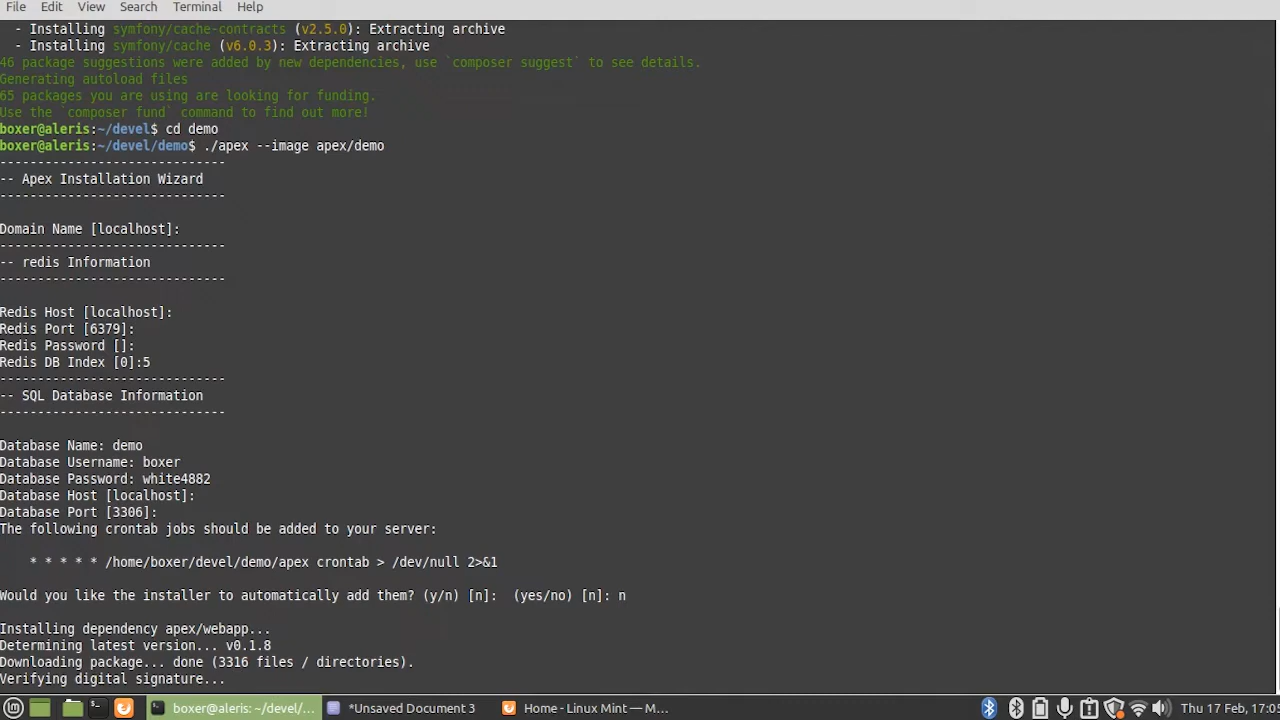 File Edit View Search Terminal Help
- Installing symfony/cache-contracts (v2.5.0): Extracting archive
- Installing symfony/cache (v6.0.3): Extracting archive
46 package suggestions were added by new dependencies, use `composer suggest` to see details.
Generating autoload files
65 packages you are using are looking for funding.
Use the `composer fund` command to find out more!
boxer@aleris:~/devel$ cd demo
boxer@aleris:~/devel/demo$ ./apex --image apex/demo
------------------------------
-- Apex Installation Wizard
------------------------------
Domain Name [localhost]:
------------------------------
-- redis Information
------------------------------
Redis Host [localhost]:
Redis Port [6379]:
Redis Password []:
Redis DB Index [0]:5
------------------------------
-- SQL Database Information
------------------------------
Database Name: demo
Database Username: boxer
Database Password: white4882
Database Host [localhost]:
Database Port [3306]:
The following crontab jobs should be added to your server:
* * * * * /home/boxer/devel/demo/apex crontab > /dev/null 2>&1
Would you like the installer to automatically add them? (y/n) [n]:  (yes/no) [n]: n
Installing dependency apex/webapp...
Determining latest version... v0.1.8
Downloading package... done (3316 files / directories).
Verifying digital signature...
boxer@aleris: ~/devel/... *Unsaved Document 3 Home - Linux Mint — M... Thu 17 Feb, 17:0